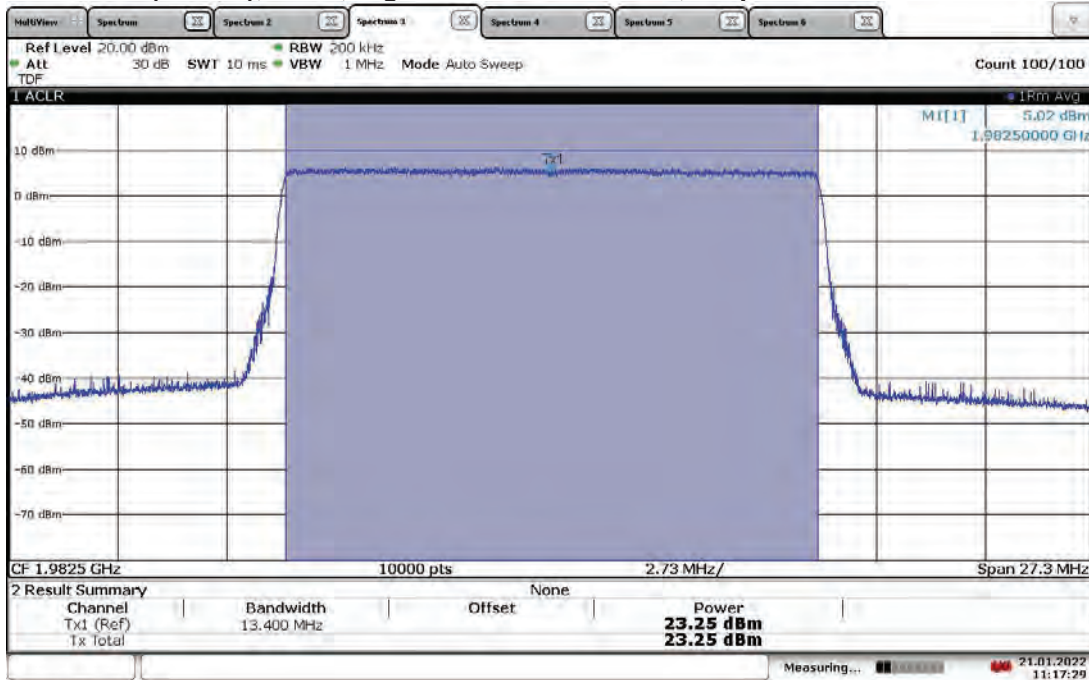 MultiView Spectrum Spectrum 2 Spectrum 3 Spectrum 4 Spectrum 5 Spectrum 6
Ref Level 20.00 dBm RBW 200 kHz
Att 30 dB SWT 10 ms VBW 1 MHz Mode Auto Sweep Count 100/100
TDF
1 ACLR 1Rm Avg
M1[1] 5.02 dBm
1.98250000 GHz
10 dBm
Tx1
0 dBm
-10 dBm
-20 dBm
-30 dBm
-40 dBm
-50 dBm
-60 dBm
-70 dBm
CF 1.9825 GHz 10000 pts 2.73 MHz/ Span 27.3 MHz
2 Result Summary None
Channel Bandwidth Offset Power
Tx1 (Ref) 13.400 MHz 23.25 dBm
Tx Total 23.25 dBm
Measuring... 21.01.2022
11:17:29